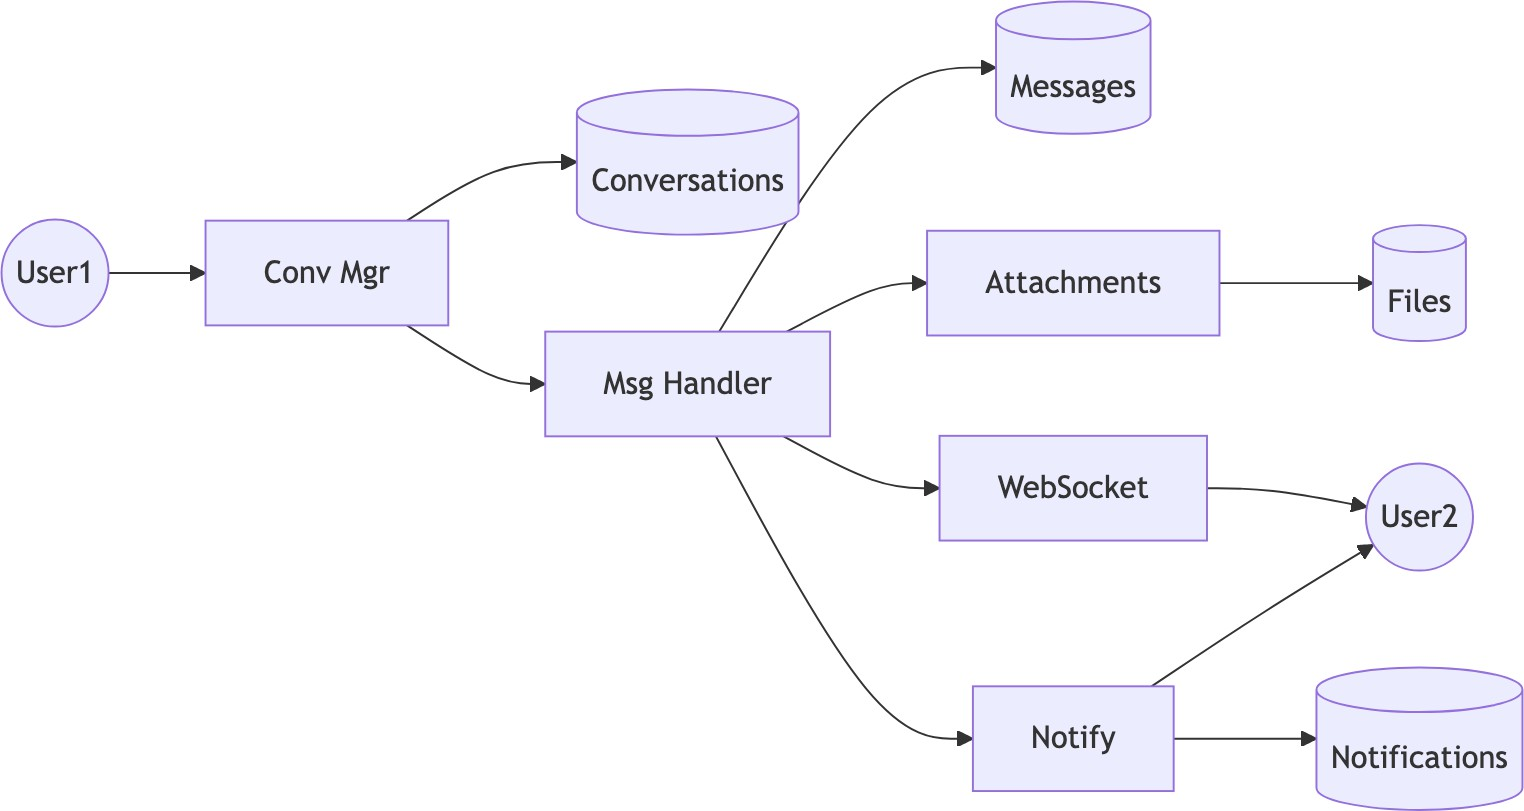 User1
Conv Mgr
Conversations
Msg Handler
Messages
Attachments
WebSocket
Notify
Files
User2
Notifications